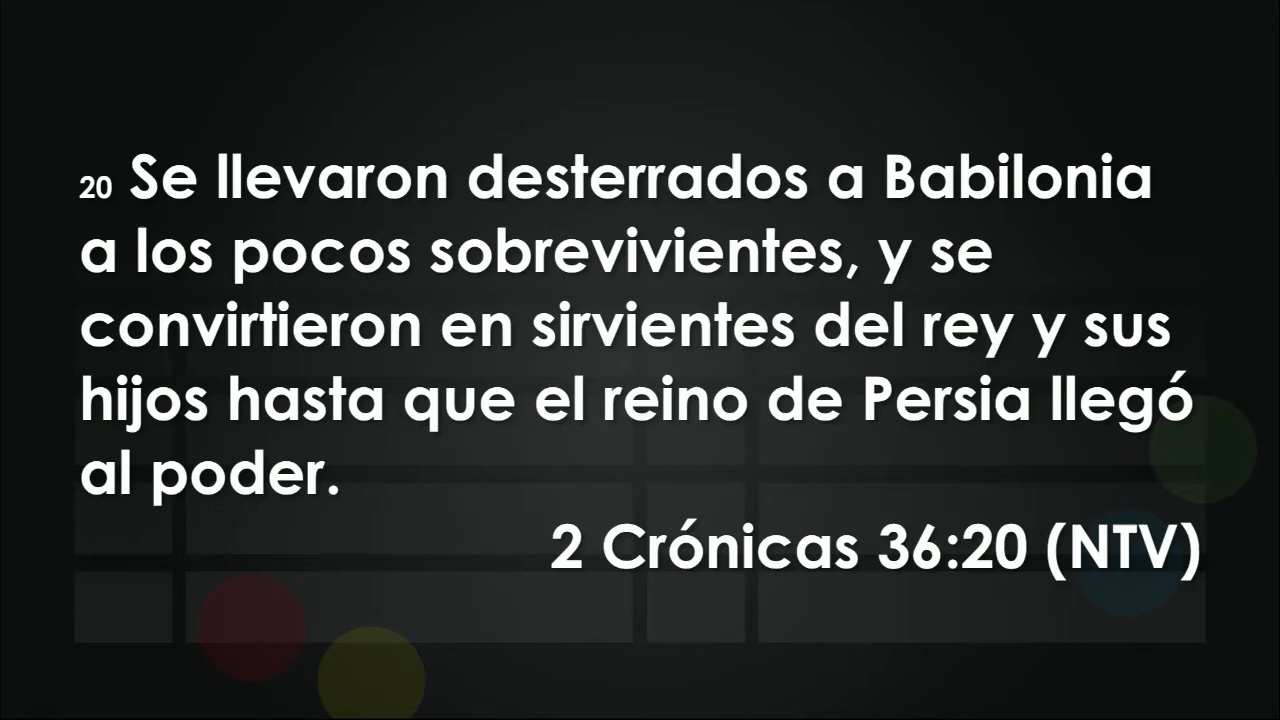 20 Se llevaron desterrados a Babilonia
a los pocos sobrevivientes, y se
convirtieron en sirvientes del rey y sus
hijos hasta que el reino de Persia llegó
al poder.
2 Crónicas 36:20 (NTV)